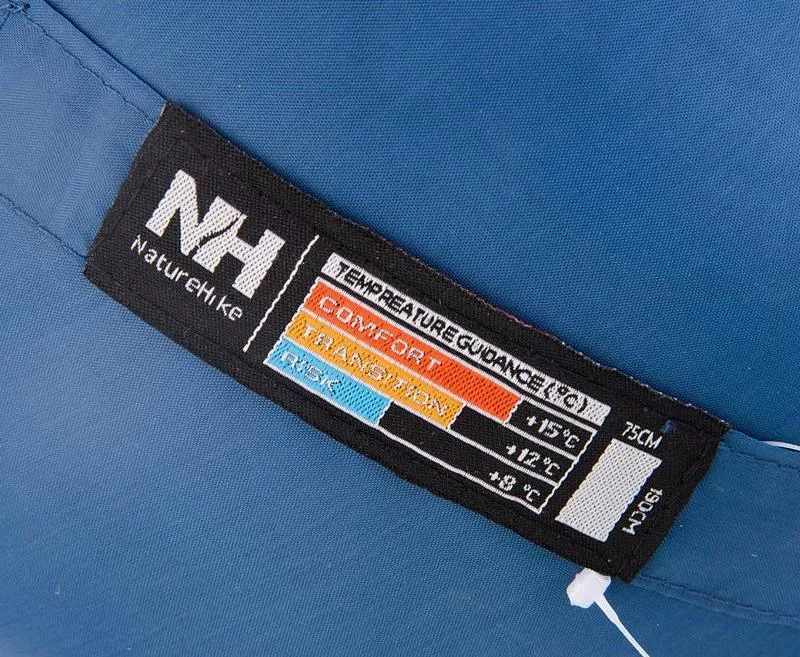 NH
NatureHike
TEMPREATURE GUIDANCE (℃)
COMFORT +15℃
TRANSITION +12℃
RISK +8℃
75CM
190CM